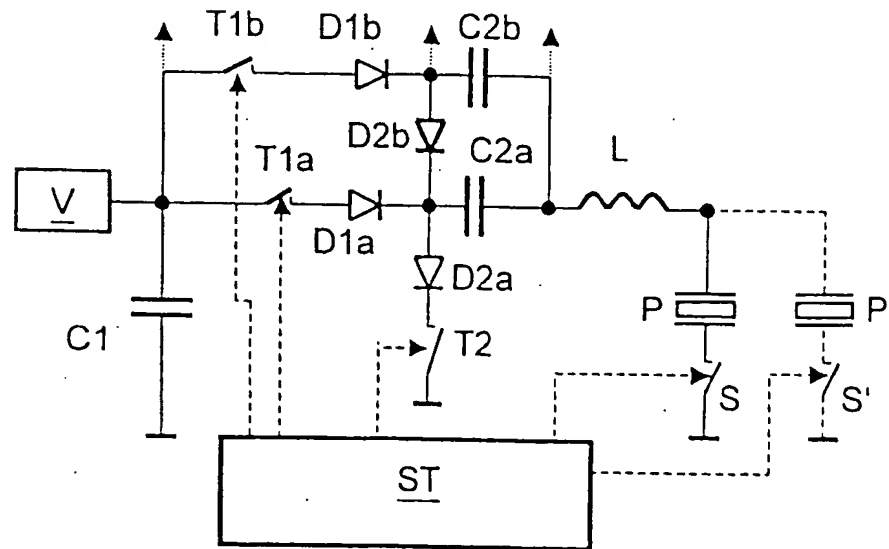 T1b D1b C2b
D2b
T1a C2a L
V
D1a
D2a
C1 T2 P P
S S'
ST